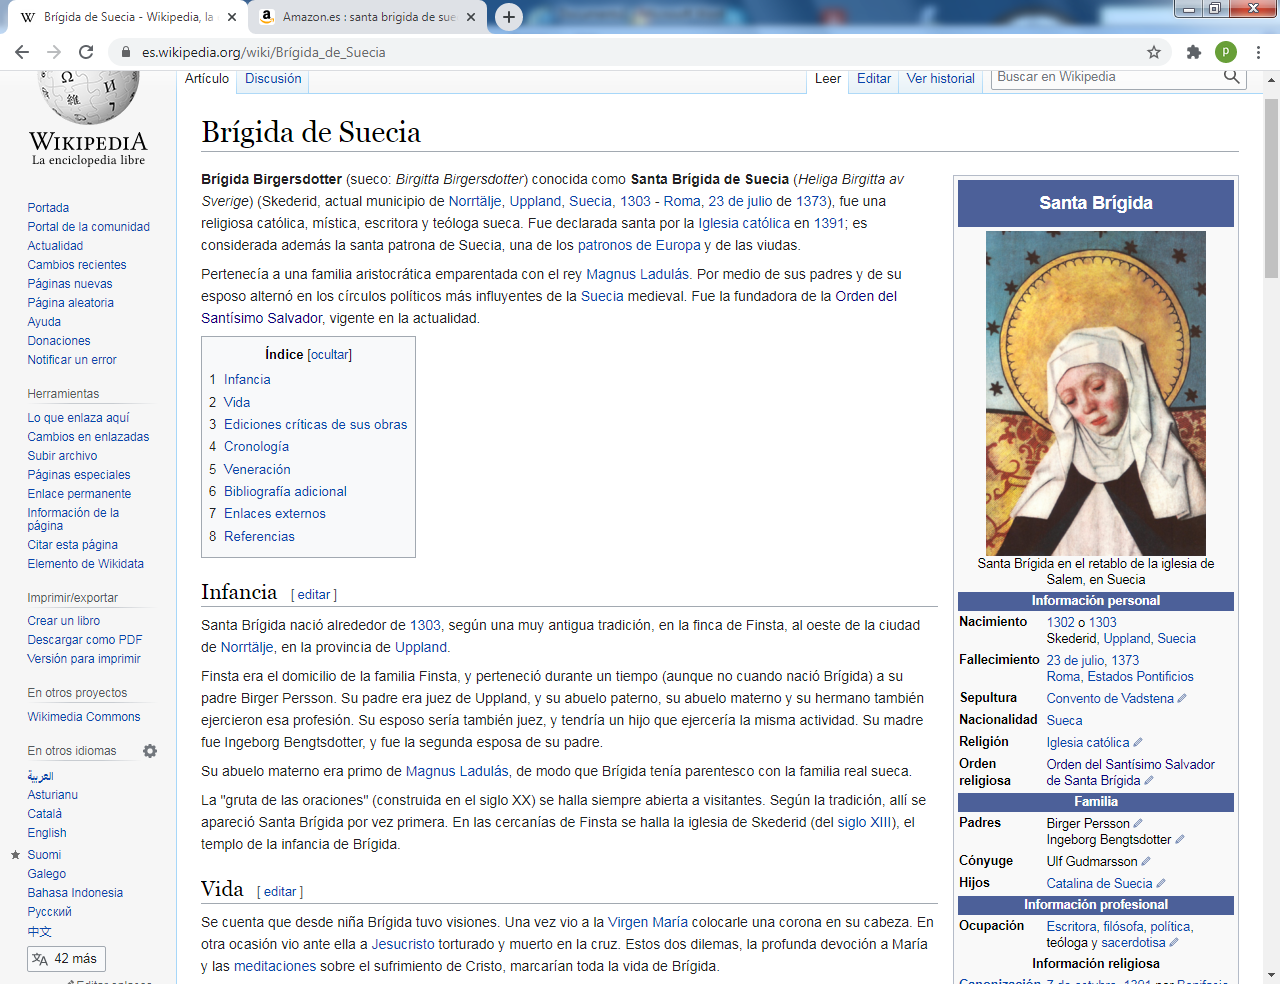 Brígida de Suecia - Wikipedia, la
Amazon.es : santa brigida de sue
es.wikipedia.org/wiki/Brígida_de_Suecia
P
WIKIPEDIA
La enciclopedia libre
Portada
Portal de la comunidad
Actualidad
Cambios recientes
Páginas nuevas
Página aleatoria
Ayuda
Donaciones
Notificar un error
Herramientas
Lo que enlaza aquí
Cambios en enlazadas
Subir archivo
Páginas especiales
Enlace permanente
Información de la
página
Citar esta página
Elemento de Wikidata
Imprimir/exportar
Crear un libro
Descargar como PDF
Versión para imprimir
En otros proyectos
Wikimedia Commons
En otros idiomas
العربية
Asturianu
Català
English
Suomi
Galego
Bahasa Indonesia
Русский
中文
42 más
Editar enlaces
Artículo Discusión Leer Editar Ver historial Buscar en Wikipedia
Brígida de Suecia
Brígida Birgersdotter (sueco: Birgitta Birgersdotter) conocida como Santa Brígida de Suecia (Heliga Birgitta av
Sverige) (Skederid, actual municipio de Norrtälje, Uppland, Suecia, 1303 - Roma, 23 de julio de 1373), fue una
religiosa católica, mística, escritora y teóloga sueca. Fue declarada santa por la Iglesia católica en 1391; es
considerada además la santa patrona de Suecia, una de los patronos de Europa y de las viudas.
Pertenecía a una familia aristocrática emparentada con el rey Magnus Ladulás. Por medio de sus padres y de su
esposo alternó en los círculos políticos más influyentes de la Suecia medieval. Fue la fundadora de la Orden del
Santísimo Salvador, vigente en la actualidad.
Índice [ocultar]
1 Infancia
2 Vida
3 Ediciones críticas de sus obras
4 Cronología
5 Veneración
6 Bibliografía adicional
7 Enlaces externos
8 Referencias
Infancia [ editar ]
Santa Brígida nació alrededor de 1303, según una muy antigua tradición, en la finca de Finsta, al oeste de la ciudad
de Norrtälje, en la provincia de Uppland.
Finsta era el domicilio de la familia Finsta, y perteneció durante un tiempo (aunque no cuando nació Brígida) a su
padre Birger Persson. Su padre era juez de Uppland, y su abuelo paterno, su abuelo materno y su hermano también
ejercieron esa profesión. Su esposo sería también juez, y tendría un hijo que ejercería la misma actividad. Su madre
fue Ingeborg Bengtsdotter, y fue la segunda esposa de su padre.
Su abuelo materno era primo de Magnus Ladulás, de modo que Brígida tenía parentesco con la familia real sueca.
La "gruta de las oraciones" (construida en el siglo XX) se halla siempre abierta a visitantes. Según la tradición, allí se
apareció Santa Brígida por vez primera. En las cercanías de Finsta se halla la iglesia de Skederid (del siglo XIII), el
templo de la infancia de Brígida.
Vida [ editar ]
Se cuenta que desde niña Brígida tuvo visiones. Una vez vio a la Virgen María colocarle una corona en su cabeza. En
otra ocasión vio ante ella a Jesucristo torturado y muerto en la cruz. Estos dos dilemas, la profunda devoción a María
y las meditaciones sobre el sufrimiento de Cristo, marcarían toda la vida de Brígida.
Santa Brígida
Santa Brígida en el retablo de la iglesia de
Salem, en Suecia
Información personal
Nacimiento 1302 o 1303
Skederid, Uppland, Suecia
Fallecimiento 23 de julio, 1373
Roma, Estados Pontificios
Sepultura Convento de Vadstena
Nacionalidad Sueca
Religión Iglesia católica
Orden religiosa Orden del Santísimo Salvador
de Santa Brígida
Familia
Padres Birger Persson
Ingeborg Bengtsdotter
Cónyuge Ulf Gudmarsson
Hijos Catalina de Suecia
Información profesional
Ocupación Escritora, filósofa, política,
teóloga y sacerdotisa
Información religiosa
Canonización 7 de octubre, 1391 por Bonifacio